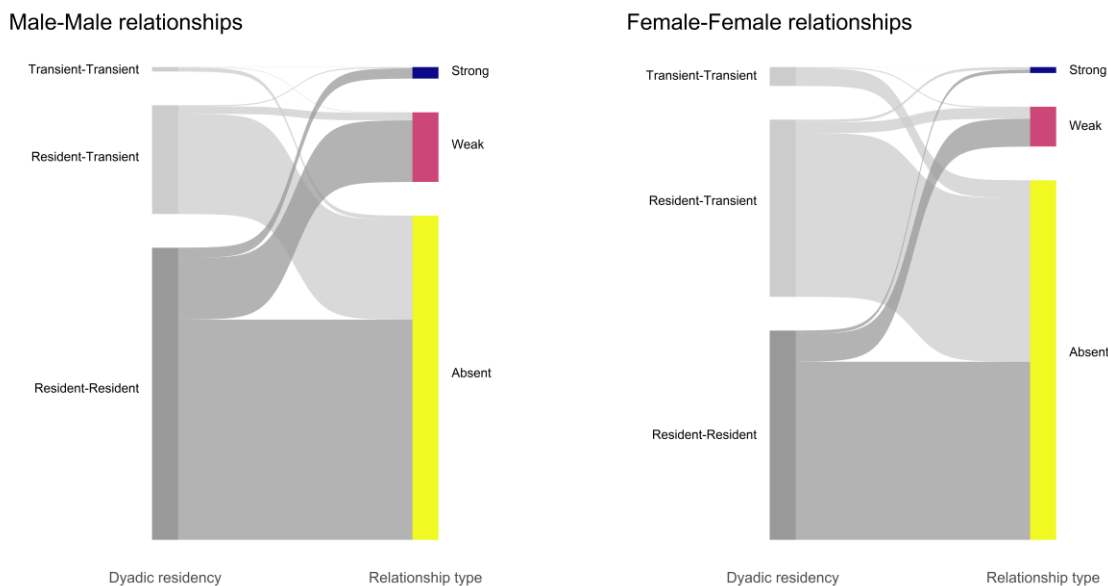 Male-Male relationships
Transient-Transient
Resident-Transient
Resident-Resident
Strong
Weak
Absent
Dyadic residency
Relationship type
Female-Female relationships
Transient-Transient
Resident-Transient
Resident-Resident
Strong
Weak
Absent
Dyadic residency
Relationship type